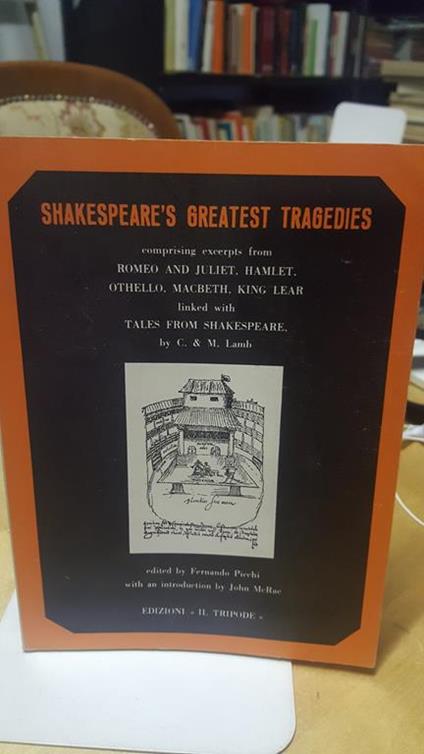 SHAKESPEARE'S GREATEST TRAGEDIES
comprising excerpts from
ROMEO AND JULIET, HAMLET,
OTHELLO, MACBETH, KING LEAR
linked with
TALES FROM SHAKESPEARE,
by C. & M. Lamb
edited by Fernando Picchi
with an introduction by John McRae
EDIZIONI « IL TRIPODE »